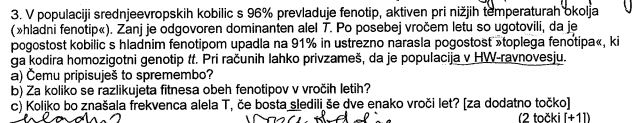 3. V populaciji srednjeevropskih kobilic s 96% prevladuje fenotip, aktiven pri nižjih temperaturah okolja
(»hladni fenotip«). Zanj je odgovoren dominanten alel T. Po posebej vročem letu so ugotovili, da je
pogostost kobilic s hladnim fenotipom upadla na 91% in ustrezno narasla pogostost »toplega fenotipa«, ki
ga kodira homozigotni genotip tt. Pri računih lahko privzameš, da je populacija v HW-ravnovesju.
a) Čemu pripisuješ to spremembo?
b) Za koliko se razlikujeta fitnesa obeh fenotipov v vročih letih?
c) Koliko bo znašala frekvenca alela T, če bosta sledili še dve enako vroči leti? [za dodatno točko]
(2 točki [+1])